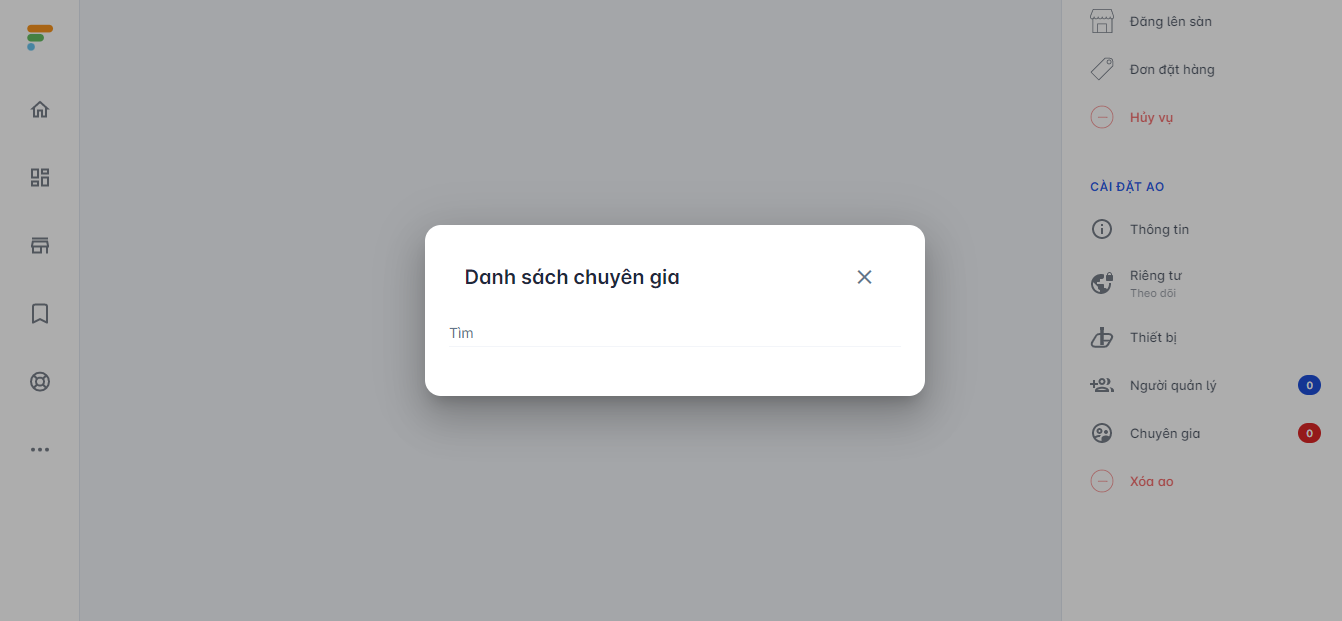 Đăng lên sàn
Đơn đặt hàng
Hủy vụ
CÀI ĐẶT AO
Thông tin
Riêng tư
Theo dõi
Thiết bị
Người quản lý
0
Chuyên gia
0
Xóa ao
Danh sách chuyên gia
Tìm